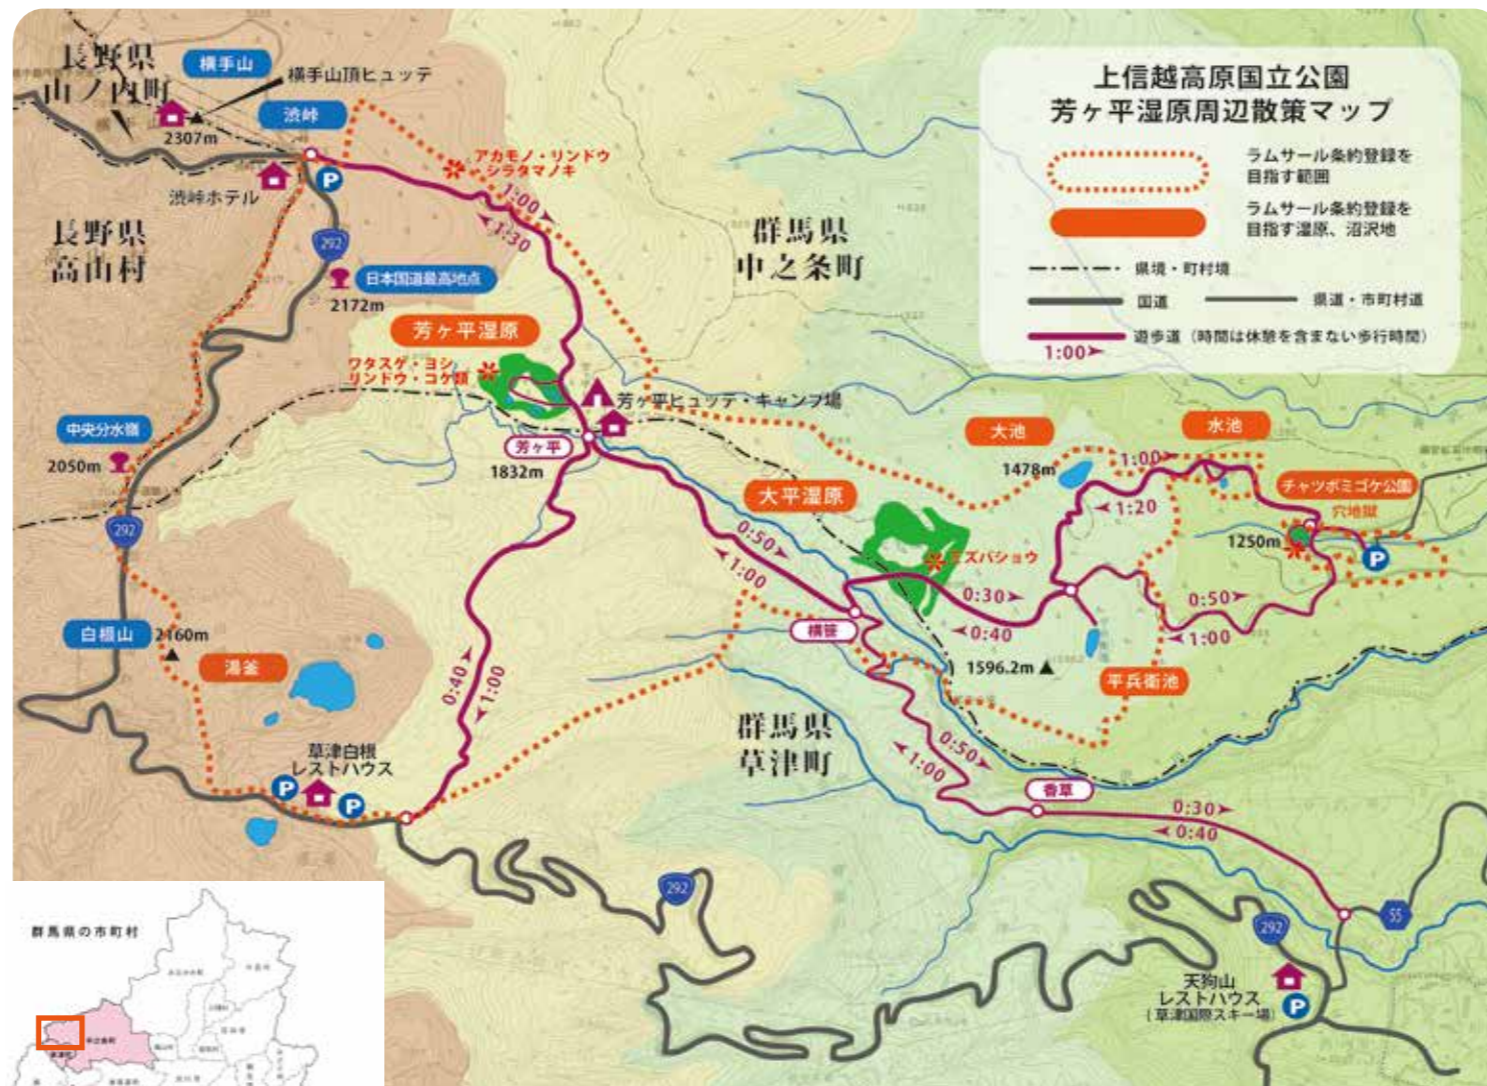 長野県
山ノ内町
横手山
横手山頂ヒュッテ
2307m
渋峠
渋峠ホテル
P
長野県
高山村
292
日本国道最高地点
2172m
アカモノ・リンドウ
シラタマノキ
1:00
1:30
群馬県
中之条町
上信越高原国立公園
芳ヶ平湿原周辺散策マップ
ラムサール条約登録を
目指す範囲
ラムサール条約登録を
目指す湿原、沼沢地
県境・町村境
国道
県道・市町村道
遊歩道（時間は休憩を含まない歩行時間）
1:00
芳ヶ平湿原
ワタスゲ・ヨシ
リンドウ・コケ類
芳ヶ平ヒュッテ・キャンプ場
芳ヶ平
1832m
中央分水嶺
2050m
292
大池
1478m
水池
1:00
1:20
チャツボミゴケ公園
穴地獄
1250m
P
大平湿原
ミズバショウ
0:50
1:00
0:30
0:40
0:50
1:00
横笹
1596.2m
平兵衛池
白根山
2160m
湯釜
0:40
1:00
草津白根
レストハウス
P
P
群馬県
草津町
0:50
1:00
香草
0:30
0:40
292
292
55
天狗山
レストハウス
（草津国際スキー場）
P
群馬県の市町村
中之条町
草津町